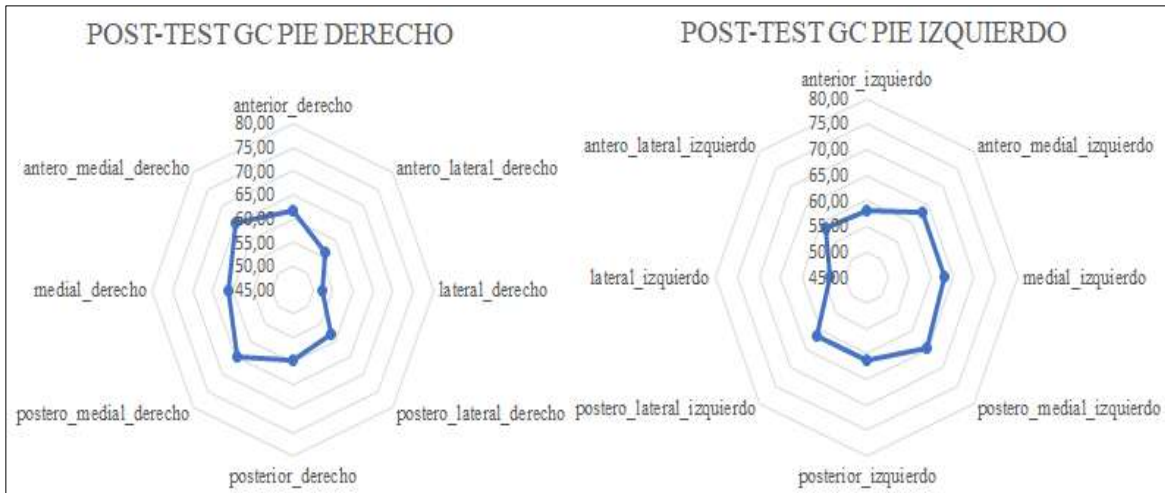 POST-TEST GC PIE DERECHO
anterior_derecho
80,00
75,00
70,00
65,00
60,00
55,00
50,00
45,00
antero_medial_derecho
antero_lateral_derecho
medial_derecho
lateral_derecho
postero_medial_derecho
postero_lateral_derecho
posterior_derecho
POST-TEST GC PIE IZQUIERDO
anterior_izquierdo
80,00
75,00
70,00
65,00
60,00
55,00
50,00
45,00
antero_lateral_izquierdo
antero_medial_izquierdo
lateral_izquierdo
medial_izquierdo
postero_lateral_izquierdo
postero_medial_izquierdo
posterior_izquierdo